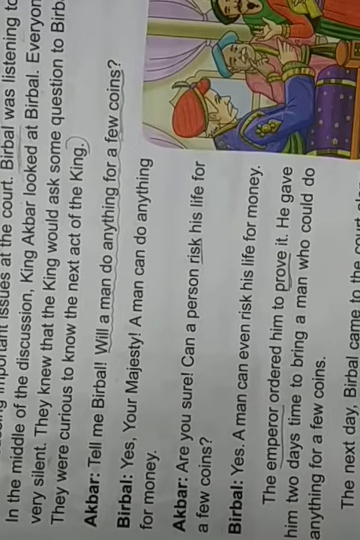 important issues at the court. Birbal was listening to
In the middle of the discussion, King Akbar looked at Birbal. Everyon
very silent. They knew that the King would ask some question to Birb
They were curious to know the next act of the King.
Akbar: Tell me Birbal! Will a man do anything for a few coins?
Birbal: Yes, Your Majesty! A man can do anything
for money.
Akbar: Are you sure! Can a person risk his life for
a few coins?
Birbal: Yes. A man can even risk his life for money.
The emperor ordered him to prove it. He gave
him two days time to bring a man who could do
anything for a few coins.
The next day, Birbal came to the court